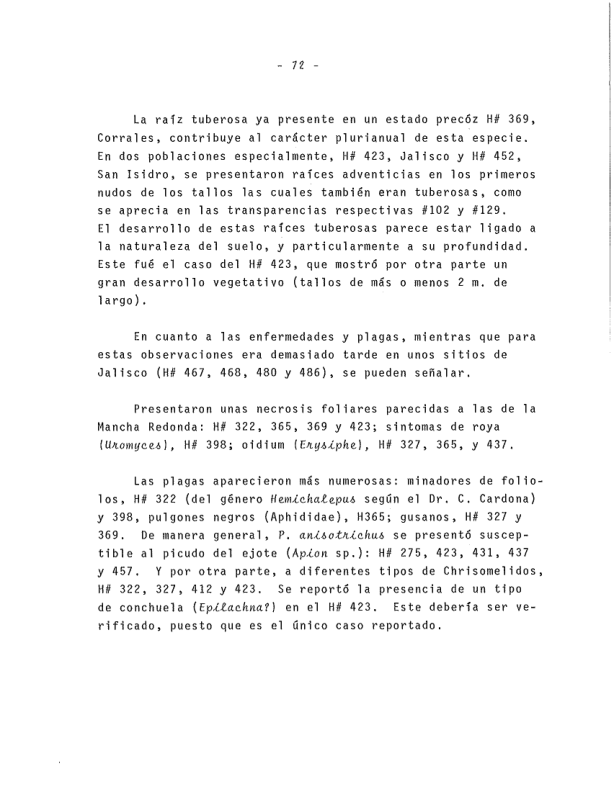 - 72 -
La raíz tuberosa ya presente en un estado precóz H# 369,
Corrales, contribuye al carácter plurianual de esta especie.
En dos poblaciones especialmente, H# 423, Jalisco y H# 452,
San Isidro, se presentaron raíces adventicias en los primeros
nudos de los tallos las cuales también eran tuberosas, como
se aprecia en las transparencias respectivas #102 y #129.
El desarrollo de estas raíces tuberosas parece estar ligado a
la naturaleza del suelo, y particularmente a su profundidad.
Este fué el caso del H# 423, que mostró por otra parte un
gran desarrollo vegetativo (tallos de más o menos 2 m. de
largo).
En cuanto a las enfermedades y plagas, mientras que para
estas observaciones era demasiado tarde en unos sitios de
Jalisco (H# 467, 468, 480 y 486), se pueden señalar.
Presentaron unas necrosis foliares parecidas a las de la
Mancha Redonda: H# 322, 365, 369 y 423; sintomas de roya
(Uromyces), H# 398; oidium (Erysiphe), H# 327, 365, y 437.
Las plagas aparecieron más numerosas: minadores de folio-
los, H# 322 (del género Hemichalepus según el Dr. C. Cardona)
y 398, pulgones negros (Aphididae), H365; gusanos, H# 327 y
369. De manera general, P. anisotrichus se presentó suscep-
tible al picudo del ejote (Apion sp.): H# 275, 423, 431, 437
y 457. Y por otra parte, a diferentes tipos de Chrisomelidos,
H# 322, 327, 412 y 423. Se reportó la presencia de un tipo
de conchuela (Epilachna?) en el H# 423. Este debería ser ve-
rificado, puesto que es el único caso reportado.